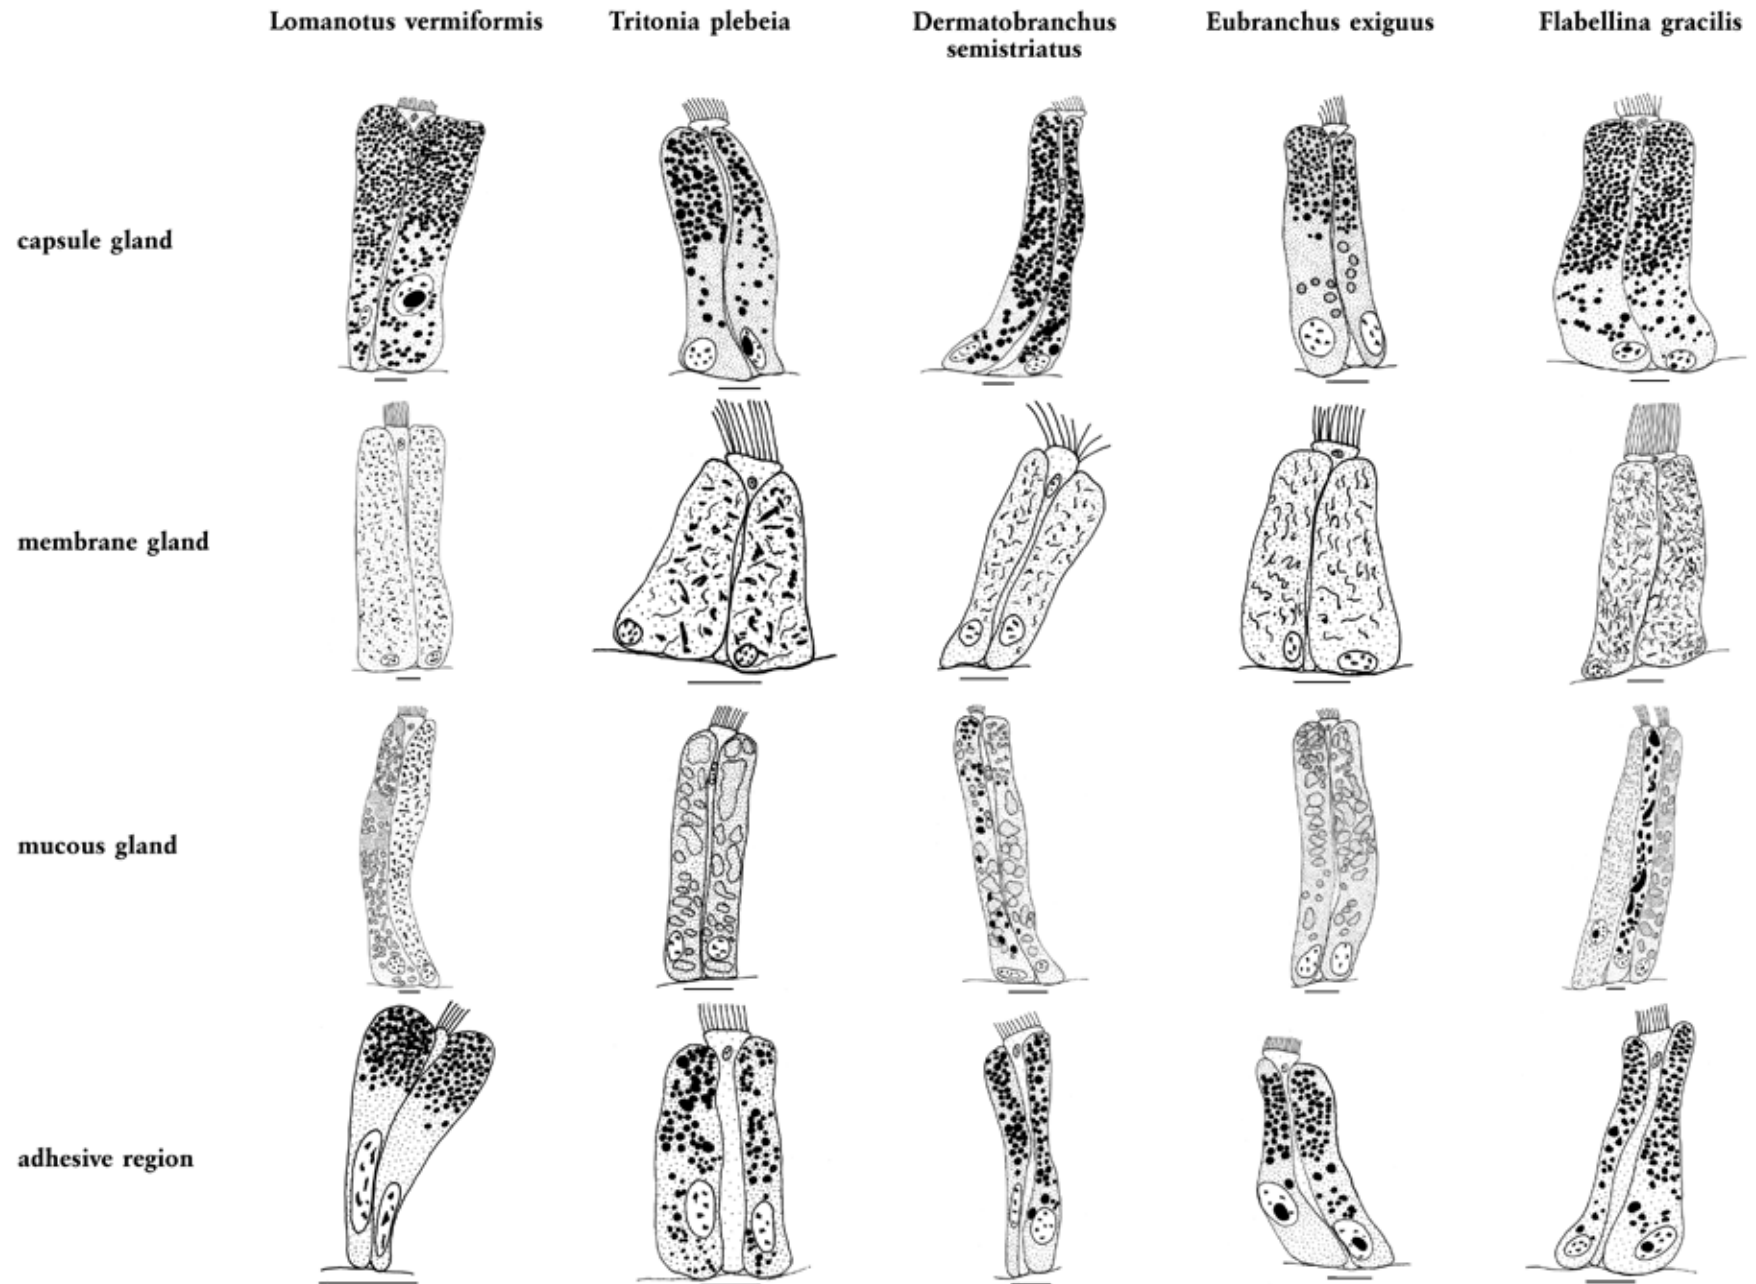 Lomanotus vermiformis
Tritonia plebeia
Dermatobranchus
semistriatus
Eubranchus exiguus
Flabellina gracilis
capsule gland
membrane gland
mucous gland
adhesive region